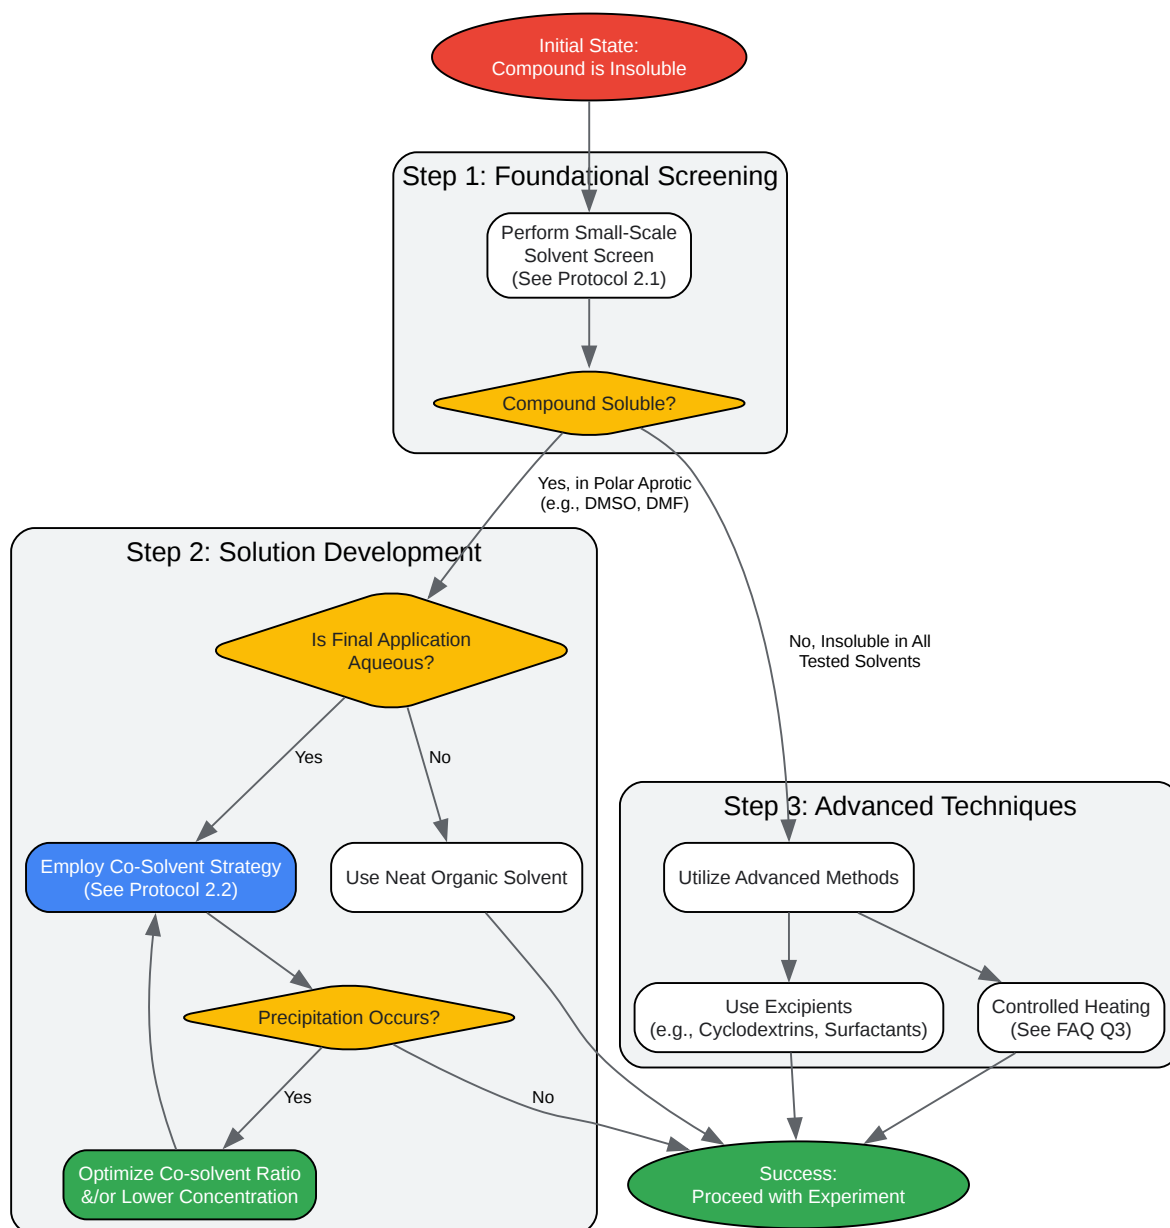 Initial State:
Compound is Insoluble
Step 1: Foundational Screening
Perform Small-Scale
Solvent Screen
(See Protocol 2.1)
Compound Soluble?
Yes, in Polar Aprotic
(e.g., DMSO, DMF)
Step 2: Solution Development
Is Final Application
Aqueous?
No, Insoluble in All
Tested Solvents
Yes
No
Step 3: Advanced Techniques
Employ Co-Solvent Strategy
(See Protocol 2.2)
Use Neat Organic Solvent
Utilize Advanced Methods
Precipitation Occurs?
Use Excipients
(e.g., Cyclodextrins, Surfactants)
Controlled Heating
(See FAQ Q3)
Yes
No
Optimize Co-solvent Ratio
&/or Lower Concentration
Success:
Proceed with Experiment